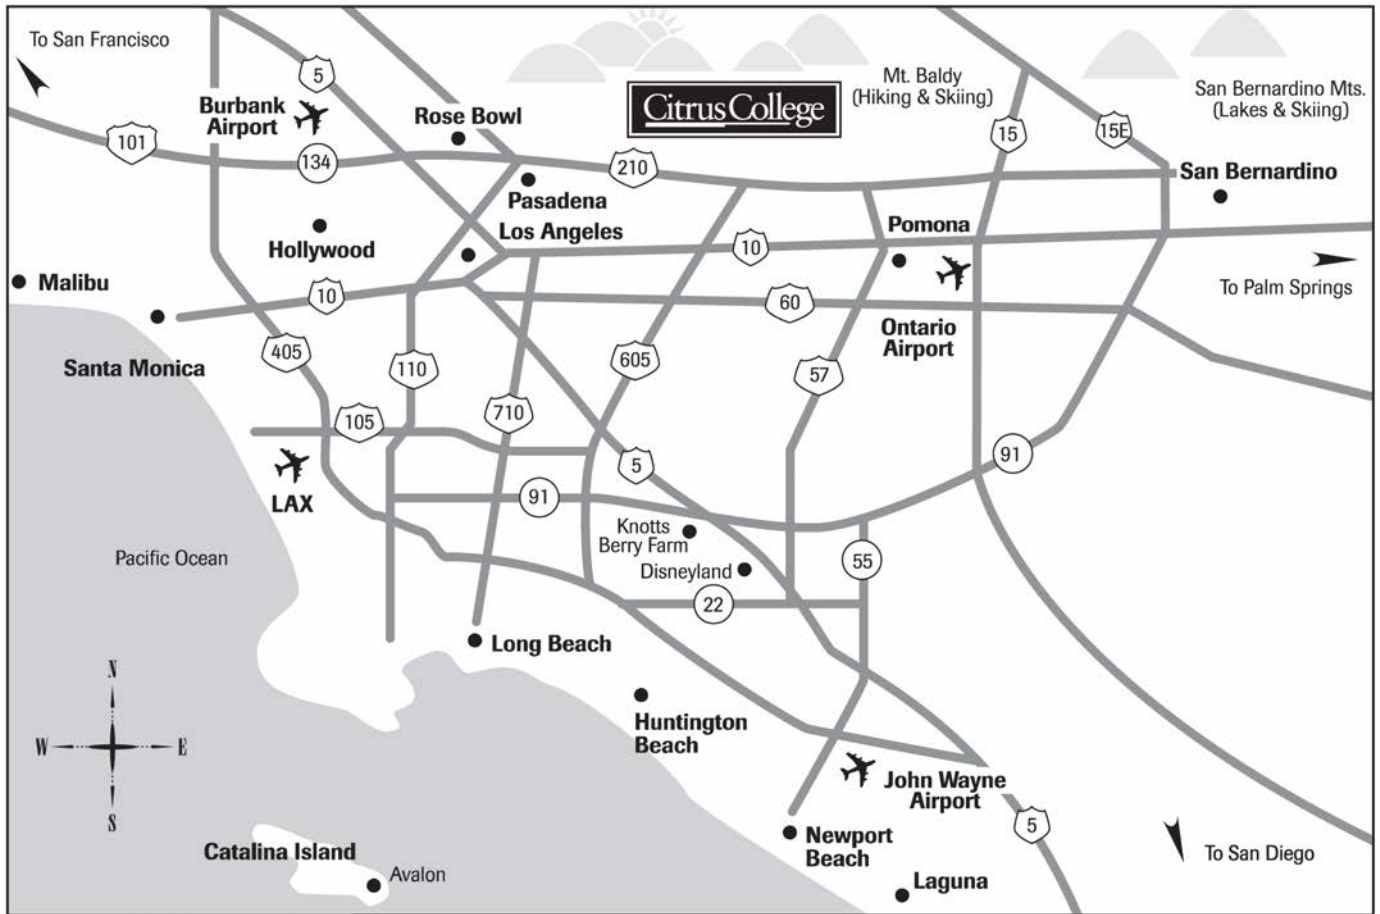 To San Francisco
5
Burbank
Airport
Rose Bowl
Citrus College
Mt. Baldy
(Hiking & Skiing)
San Bernardino Mts.
(Lakes & Skiing)
101
134
210
15
15E
San Bernardino
Pasadena
Hollywood
Los Angeles
Pomona
10
To Palm Springs
Malibu
10
60
Ontario
Airport
Santa Monica
405
110
605
57
105
710
5
91
LAX
91
Knotts
Berry Farm
Disneyland
55
22
Pacific Ocean
Long Beach
N
W
E
S
Huntington
Beach
John Wayne
Airport
5
Newport
Beach
To San Diego
Catalina Island
Avalon
Laguna